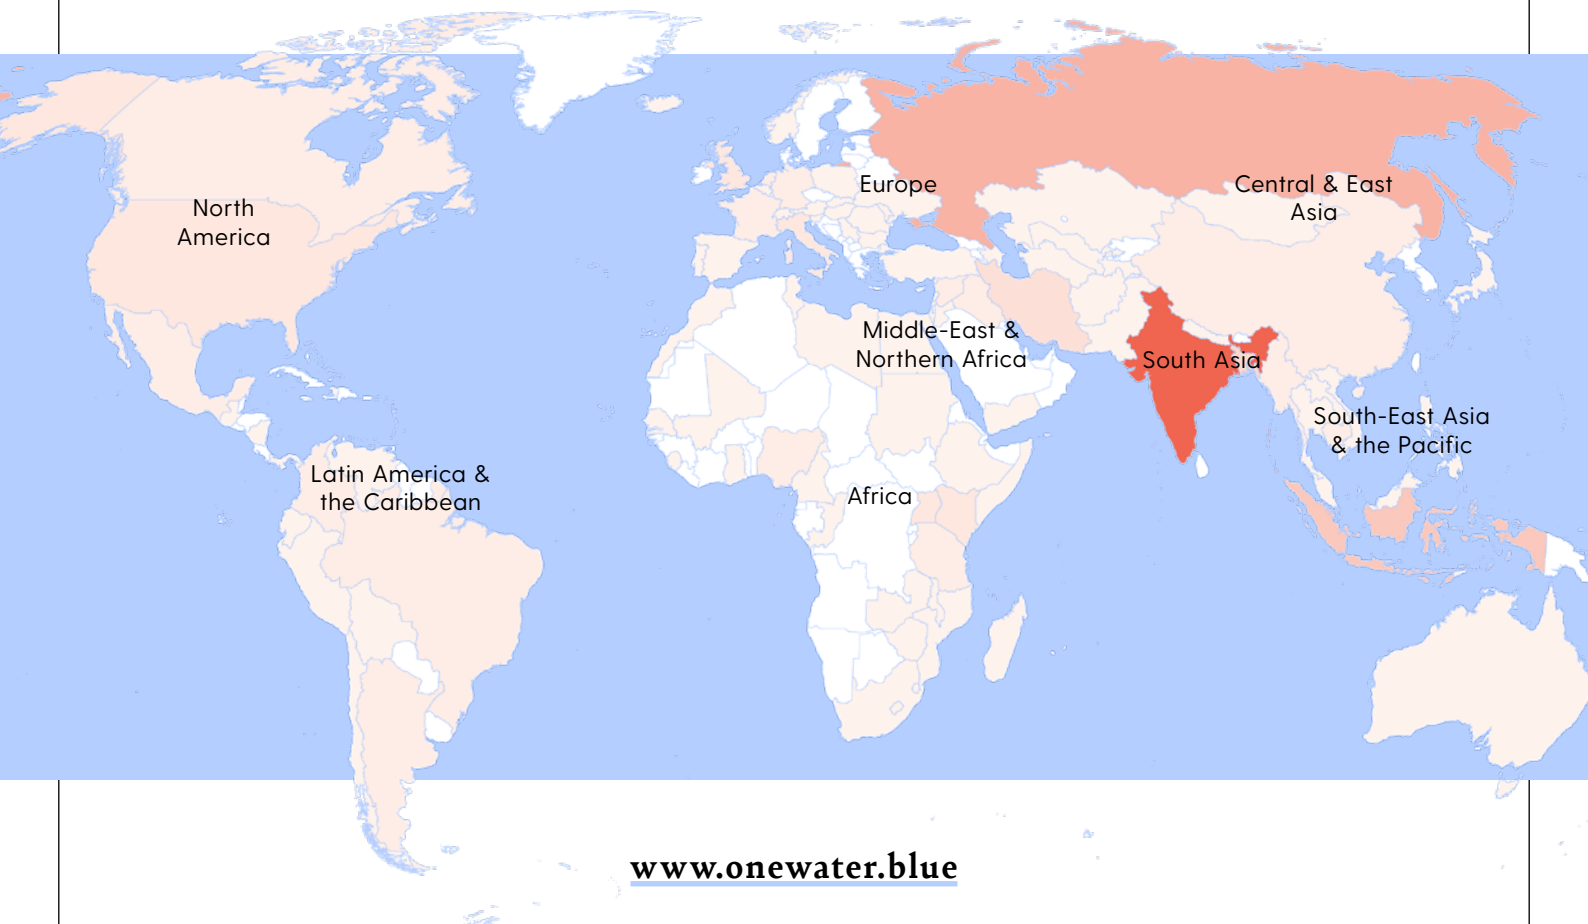 North
America
Europe
Central & East
Asia
Middle-East &
Northern Africa
South Asia
South-East Asia
& the Pacific
Latin America &
the Caribbean
Africa
www.onewater.blue